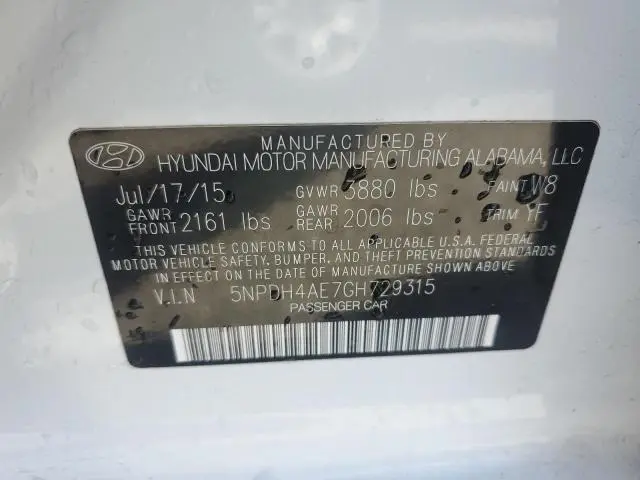 MANUFACTURED BY
HYUNDAI MOTOR MANUFACTURING ALABAMA, LLC
Jul/17/15 GVWR 3880 lbs PAINT W8
GAWR FRONT 2161 lbs GAWR REAR 2006 lbs TRIM YF
THIS VEHICLE CONFORMS TO ALL APPLICABLE U.S.A. FEDERAL
MOTOR VEHICLE SAFETY, BUMPER, AND THEFT PREVENTION STANDARDS
IN EFFECT ON THE DATE OF MANUFACTURE SHOWN ABOVE.
V.I.N 5NPDH4AE7GH729315
PASSENGER CAR